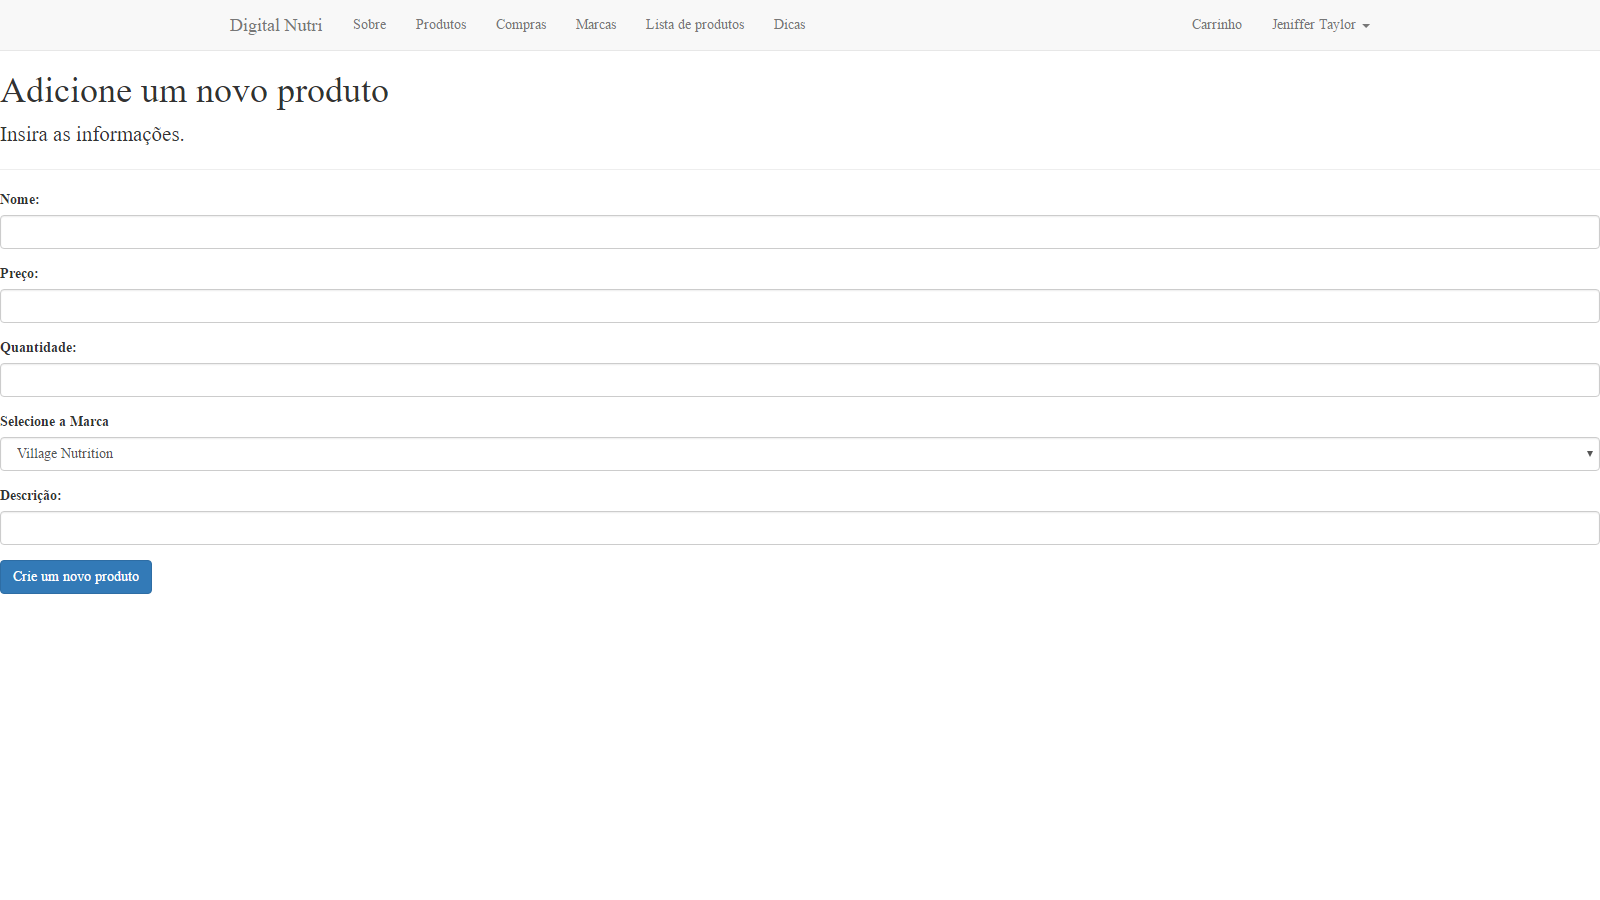 Digital Nutri Sobre Produtos Compras Marcas Lista de produtos Dicas Carrinho Jeniffer Taylor
Adicione um novo produto
Insira as informações.
Nome:
Preço:
Quantidade:
Selecione a Marca
Village Nutrition
Descrição:
Crie um novo produto